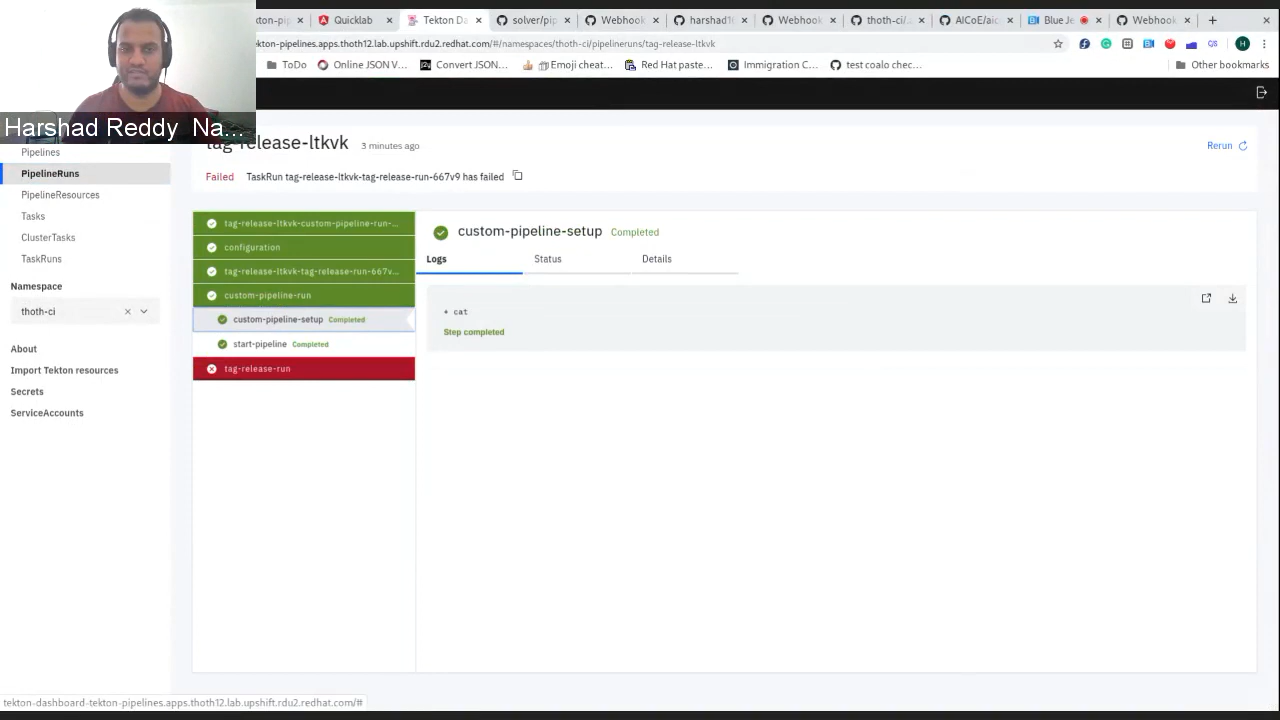 kton-pip
Quicklab
Tekton Da
solver/pip
Webhook
harshad16
Webhook
thoth-ci/.
AICoE/aic
Blue Je
Webhook
ekton-pipelines.apps.thoth12.lab.upshift.rdu2.redhat.com/#/namespaces/thoth-ci/pipelineruns/tag-release-ltkvk
ToDo
Online JSON V...
Convert JSON...
Emoji cheat...
Red Hat paste...
Immigration C...
test coalo chec...
Other bookmarks
Harshad Reddy Na...
tag-release-ltkvk 3 minutes ago
Rerun
Failed TaskRun tag-release-ltkvk-tag-release-run-667v9 has failed
Pipelines
PipelineRuns
PipelineResources
Tasks
ClusterTasks
TaskRuns
Namespace
thoth-ci
About
Import Tekton resources
Secrets
ServiceAccounts
tag-release-ltkvk-custom-pipeline-run-...
configuration
tag-release-ltkvk-tag-release-run-667v...
custom-pipeline-run
custom-pipeline-setup Completed
start-pipeline Completed
tag-release-run
custom-pipeline-setup Completed
Logs
Status
Details
+ cat
Step completed
tekton-dashboard-tekton-pipelines.apps.thoth12.lab.upshift.rdu2.redhat.com/#